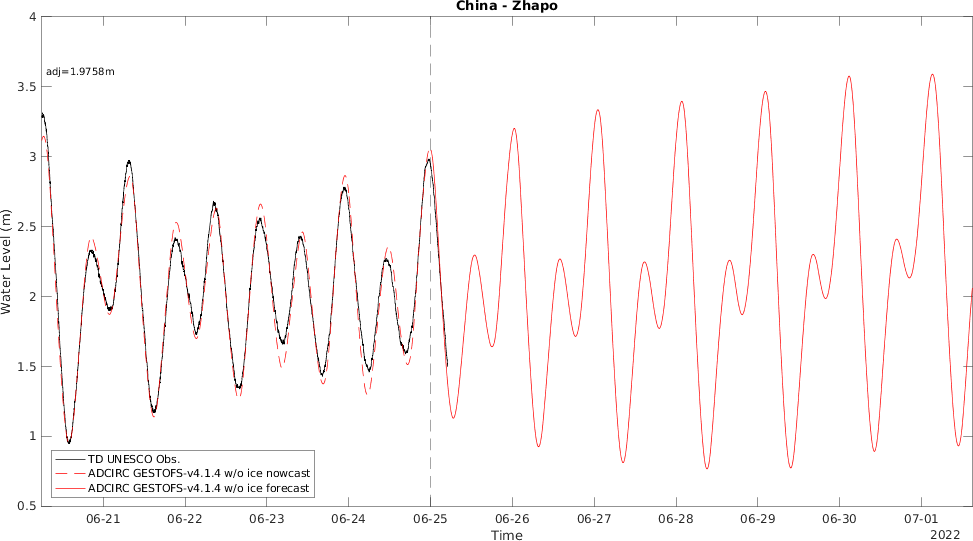 China - Zhapo
adj=1.9758m
Water Level (m)
4
3.5
3
2.5
2
1.5
1
0.5
TD UNESCO Obs.
ADCIRC GESTOFS-v4.1.4 w/o ice nowcast
ADCIRC GESTOFS-v4.1.4 w/o ice forecast
06-21 06-22 06-23 06-24 06-25 06-26 06-27 06-28 06-29 06-30 07-01
Time
2022